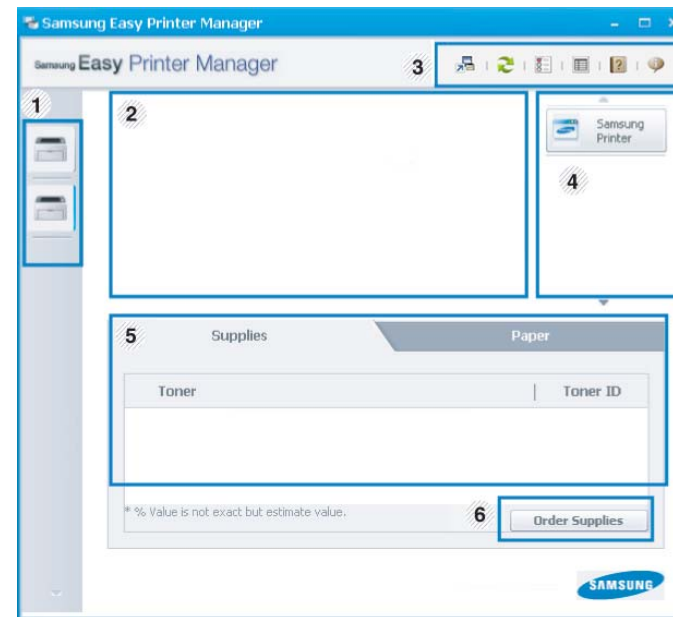 Samsung Easy Printer Manager
Samsung Easy Printer Manager
3
1
2
Samsung
Printer
4
5 Supplies Paper
Toner | Toner ID
* % Value is not exact but estimate value.
6
Order Supplies
SAMSUNG